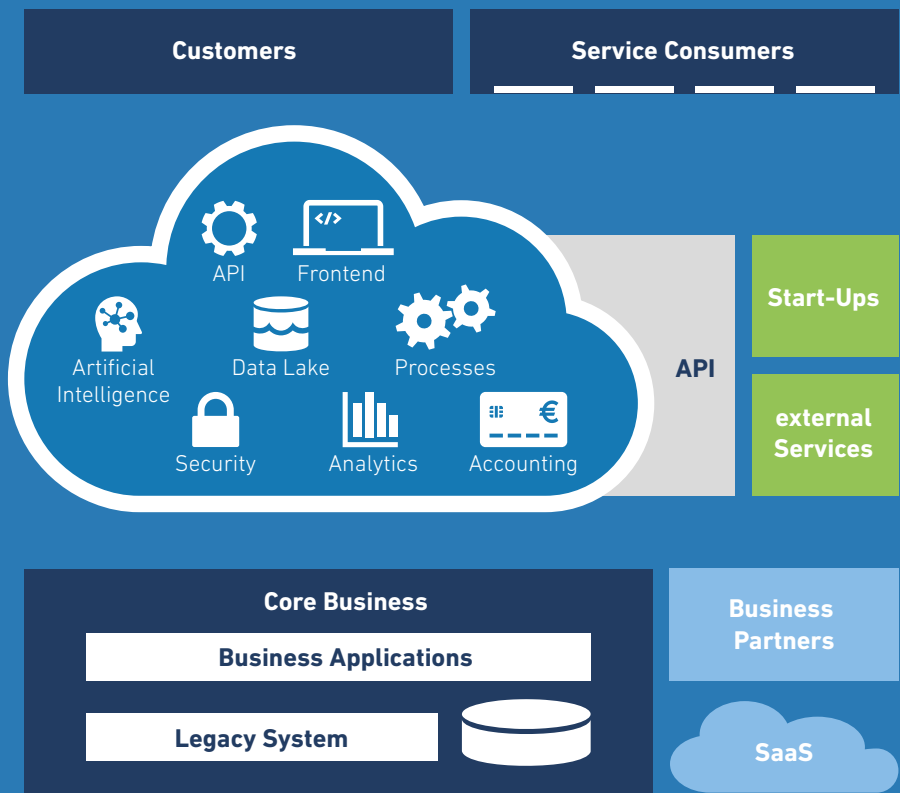 Customers
Service Consumers
</>
API
Frontend
Artificial
Intelligence
Data Lake
Processes
Security
Analytics
€
Accounting
API
Start-Ups
external
Services
Core Business
Business Applications
Legacy System
Business
Partners
SaaS